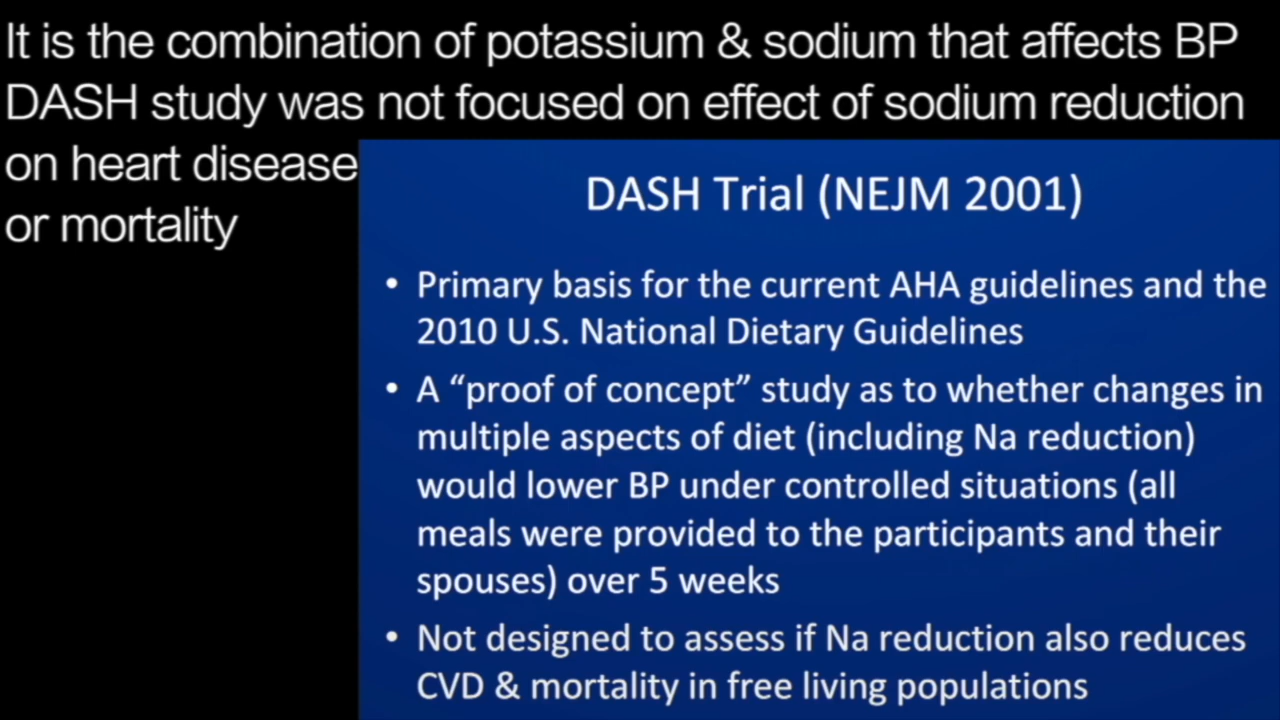 It is the combination of potassium & sodium that affects BP
DASH study was not focused on effect of sodium reduction
on heart disease
or mortality
DASH Trial (NEJM 2001)
• Primary basis for the current AHA guidelines and the
2010 U.S. National Dietary Guidelines
• A “proof of concept” study as to whether changes in
multiple aspects of diet (including Na reduction)
would lower BP under controlled situations (all
meals were provided to the participants and their
spouses) over 5 weeks
• Not designed to assess if Na reduction also reduces
CVD & mortality in free living populations